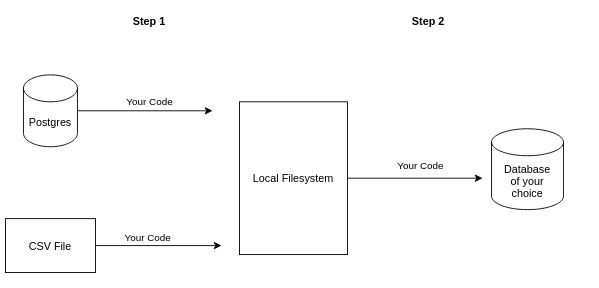 Step 1
Step 2
Your Code
Postgres
Your Code
Database
of your
choice
Local Filesystem
Your Code
CSV File